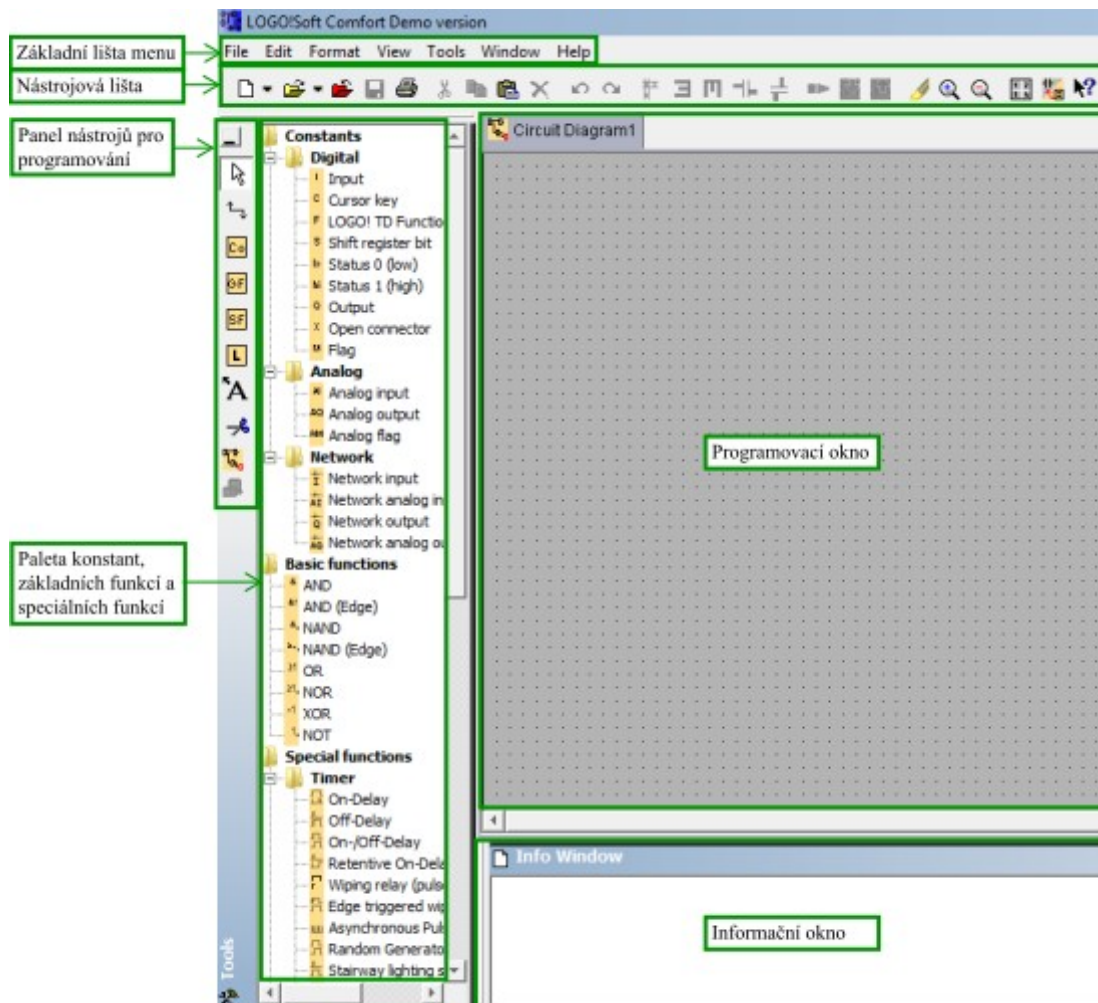 LOGO!Soft Comfort Demo version
Základní lišta menu
File Edit Format View Tools Window Help
Nástrojová lišta
Panel nástrojů pro
programování
Co
GF
SF
L
A
Circuit Diagram1
Constants
Digital
Input
Cursor key
LOGO! TD Functio
Shift register bit
Status 0 (low)
Status 1 (high)
Output
Open connector
Flag
Analog
Analog input
Analog output
Analog flag
Network
Network input
Network analog in
Network output
Network analog ou
Basic functions
AND
AND (Edge)
NAND
NAND (Edge)
OR
NOR
XOR
NOT
Special functions
Timer
On-Delay
Off-Delay
On-/Off-Delay
Retentive On-Dela
Wiping relay (puls
Edge triggered wip
Asynchronous Puls
Random Generato
Stairway lighting s
Paleta konstant,
základních funkcí a
speciálních funkcí
Tools
Programovací okno
Info Window
Informační okno